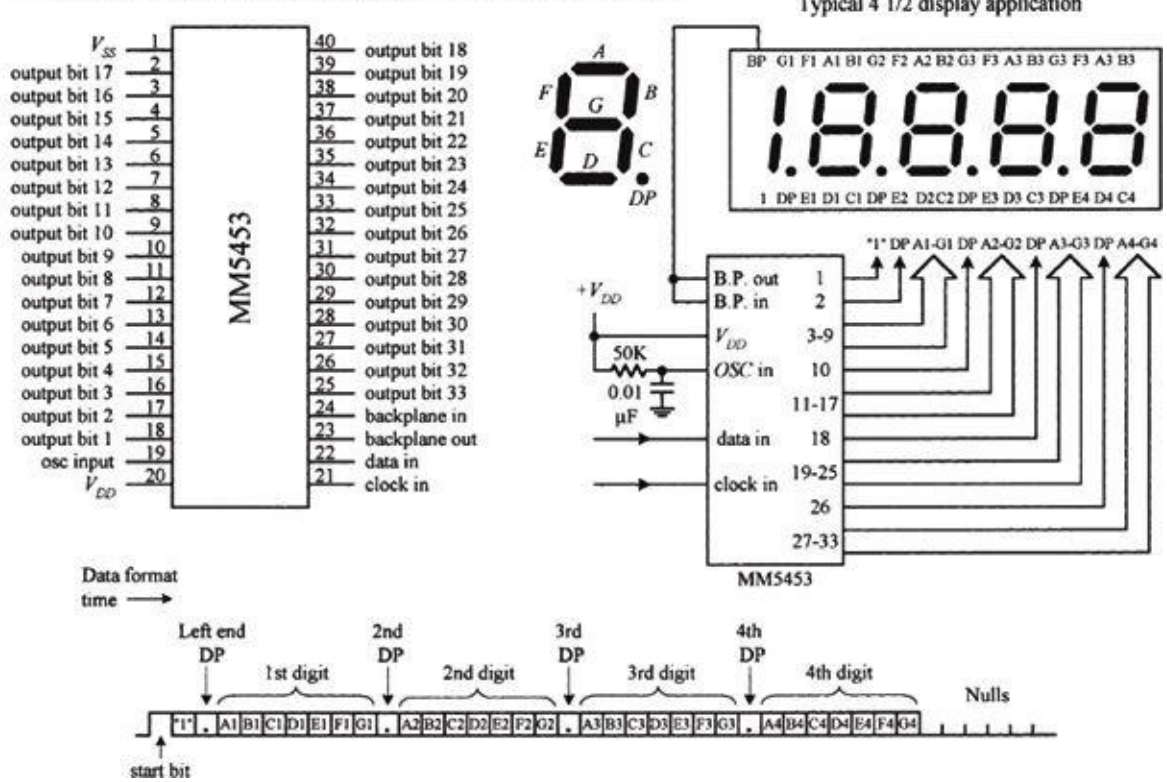 Typical 4 1/2 display application
V_SS 1
output bit 17 2
output bit 16 3
output bit 15 4
output bit 14 5
output bit 13 6
output bit 12 7
output bit 11 8
output bit 10 9
output bit 9 10
output bit 8 11
output bit 7 12
output bit 6 13
output bit 5 14
output bit 4 15
output bit 3 16
output bit 2 17
output bit 1 18
osc input 19
V_DD 20
MM5453
40 output bit 18
39 output bit 19
38 output bit 20
37 output bit 21
36 output bit 22
35 output bit 23
34 output bit 24
33 output bit 25
32 output bit 26
31 output bit 27
30 output bit 28
29 output bit 29
28 output bit 30
27 output bit 31
26 output bit 32
25 output bit 33
24 backplane in
23 backplane out
22 data in
21 clock in
A
F B
G
E C
D
DP
BP G1 F1 A1 B1 G2 F2 A2 B2 G3 F3 A3 B3 G3 F3 A3 B3
1.8.8.8.8
1 DP E1 D1 C1 DP E2 D2 C2 DP E3 D3 C3 DP E4 D4 C4
"1" DP A1-G1 DP A2-G2 DP A3-G3 DP A4-G4
B.P. out 1
B.P. in 2
+V_DD
V_DD 3-9
50K
OSC in 10
0.01
µF
11-17
data in 18
19-25
clock in
26
27-33
MM5453
Data format
time
Left end
DP
1st digit
2nd
DP
2nd digit
3rd
DP
3rd digit
4th
DP
4th digit
Nulls
"1" . A1 B1 C1 D1 E1 F1 G1 . A2 B2 C2 D2 E2 F2 G2 . A3 B3 C3 D3 E3 F3 G3 . A4 B4 C4 D4 E4 F4 G4
start bit